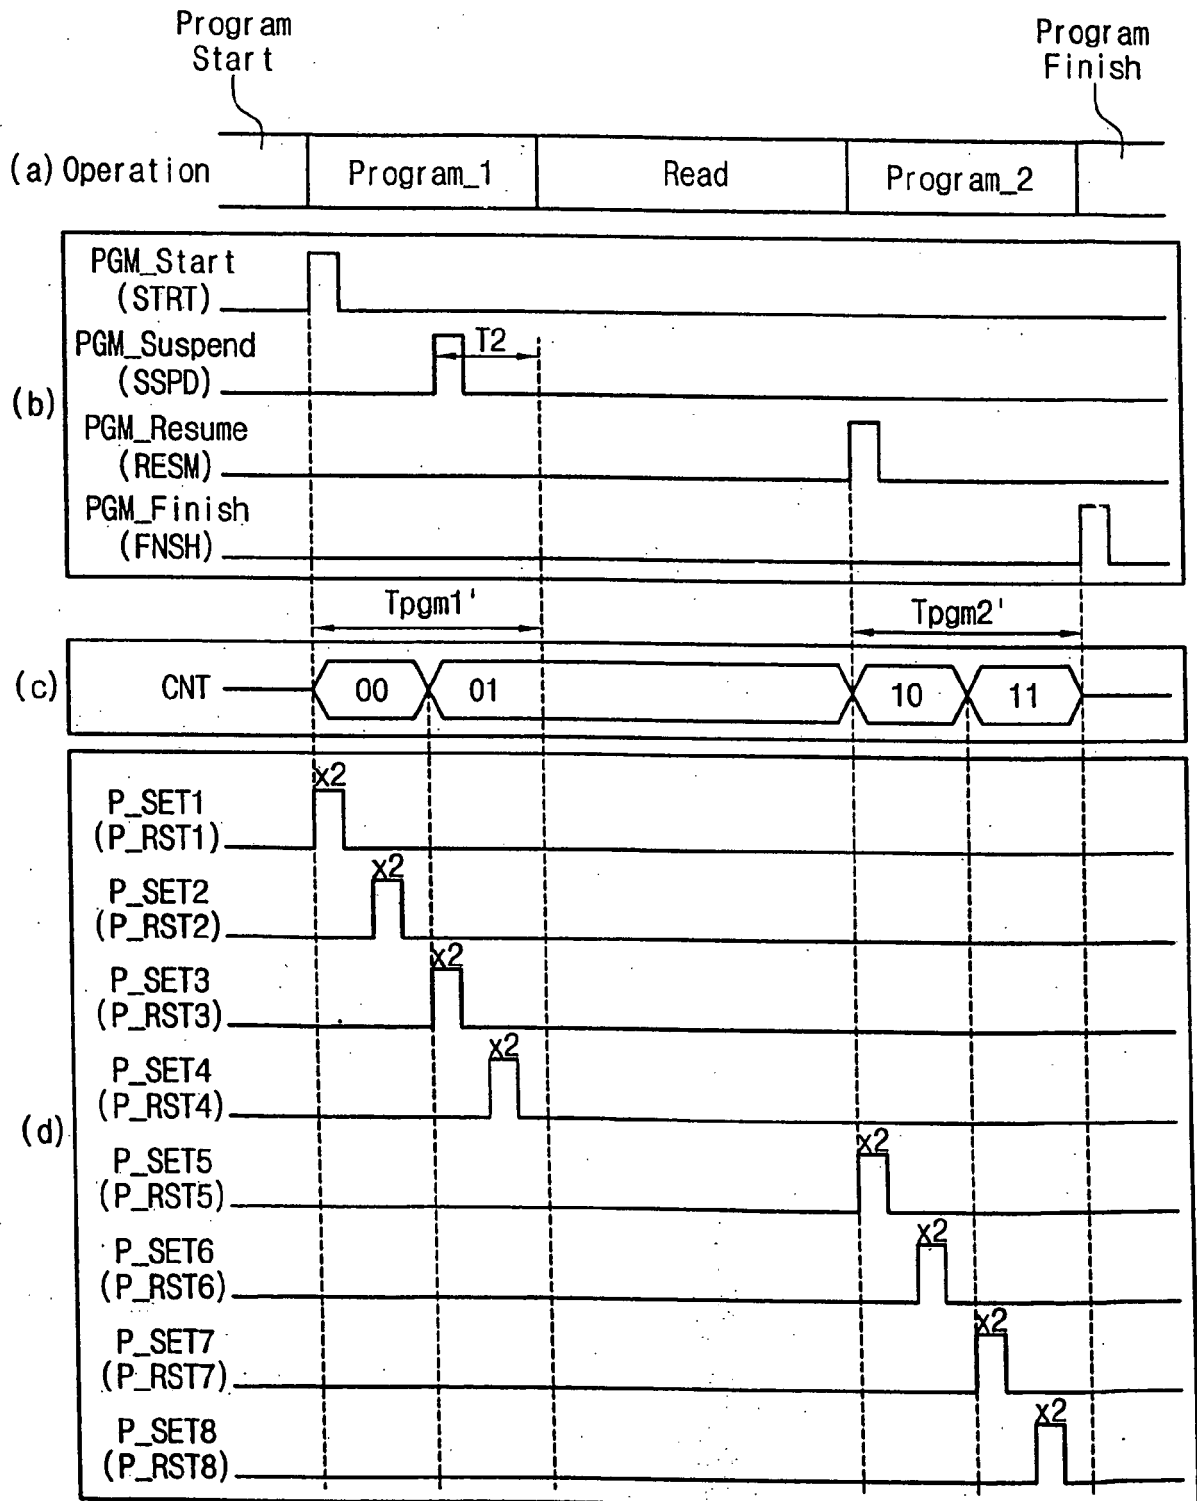 Program
Start
Program
Finish
(a) Operation
Program_1
Read
Program_2
(b)
PGM_Start
(STRT)
PGM_Suspend
(SSPD)
T2
PGM_Resume
(RESM)
PGM_Finish
(FNSH)
Tpgm1'
Tpgm2'
(c)
CNT
00
01
10
11
(d)
x2
P_SET1
(P_RST1)
x2
P_SET2
(P_RST2)
x2
P_SET3
(P_RST3)
x2
P_SET4
(P_RST4)
x2
P_SET5
(P_RST5)
x2
P_SET6
(P_RST6)
x2
P_SET7
(P_RST7)
x2
P_SET8
(P_RST8)